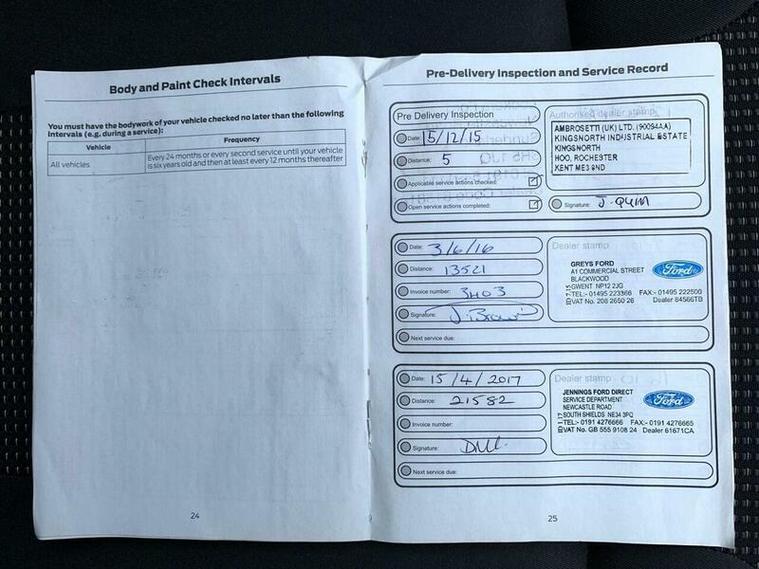 Body and Paint Check Intervals
You must have the bodywork of your vehicle checked no later than the following
intervals (e.g. during a service):
Vehicle Frequency
All vehicles Every 24 months or every second service until your vehicle
is six years old and then at least every 12 months thereafter
24
Pre-Delivery Inspection and Service Record
Pre Delivery Inspection
Date: 15/12/15
Distance: 5
Applicable service actions checked:
Open service actions completed:
Authorised dealer stamp
AMBROSETTI (UK) LTD. (90094AA)
KINGSNORTH INDUSTRIAL ESTATE
KINGSNORTH
HOO, ROCHESTER
KENT ME3 9ND
Signature: J.
Date: 3/6/16
Distance: 13521
Invoice number: 3403
Signature: J. Brown
Next service due:
Dealer stamp
GREYS FORD
A1 COMMERCIAL STREET
BLACKWOOD
GWENT NP12 2JG
TEL:- 01495 223366 FAX:- 01495 222500
VAT No. 208 2650 26 Dealer 84566TB
Ford
Date: 15/4/2017
Distance: 21582
Invoice number:
Signature:
Next service due:
Dealer stamp
JENNINGS FORD DIRECT
SERVICE DEPARTMENT
NEWCASTLE ROAD
SOUTH SHIELDS NE34 3PQ
TEL:- 0191 4276666 FAX:- 0191 4276665
VAT No. GB 555 9108 24 Dealer 61671CA
Ford
25